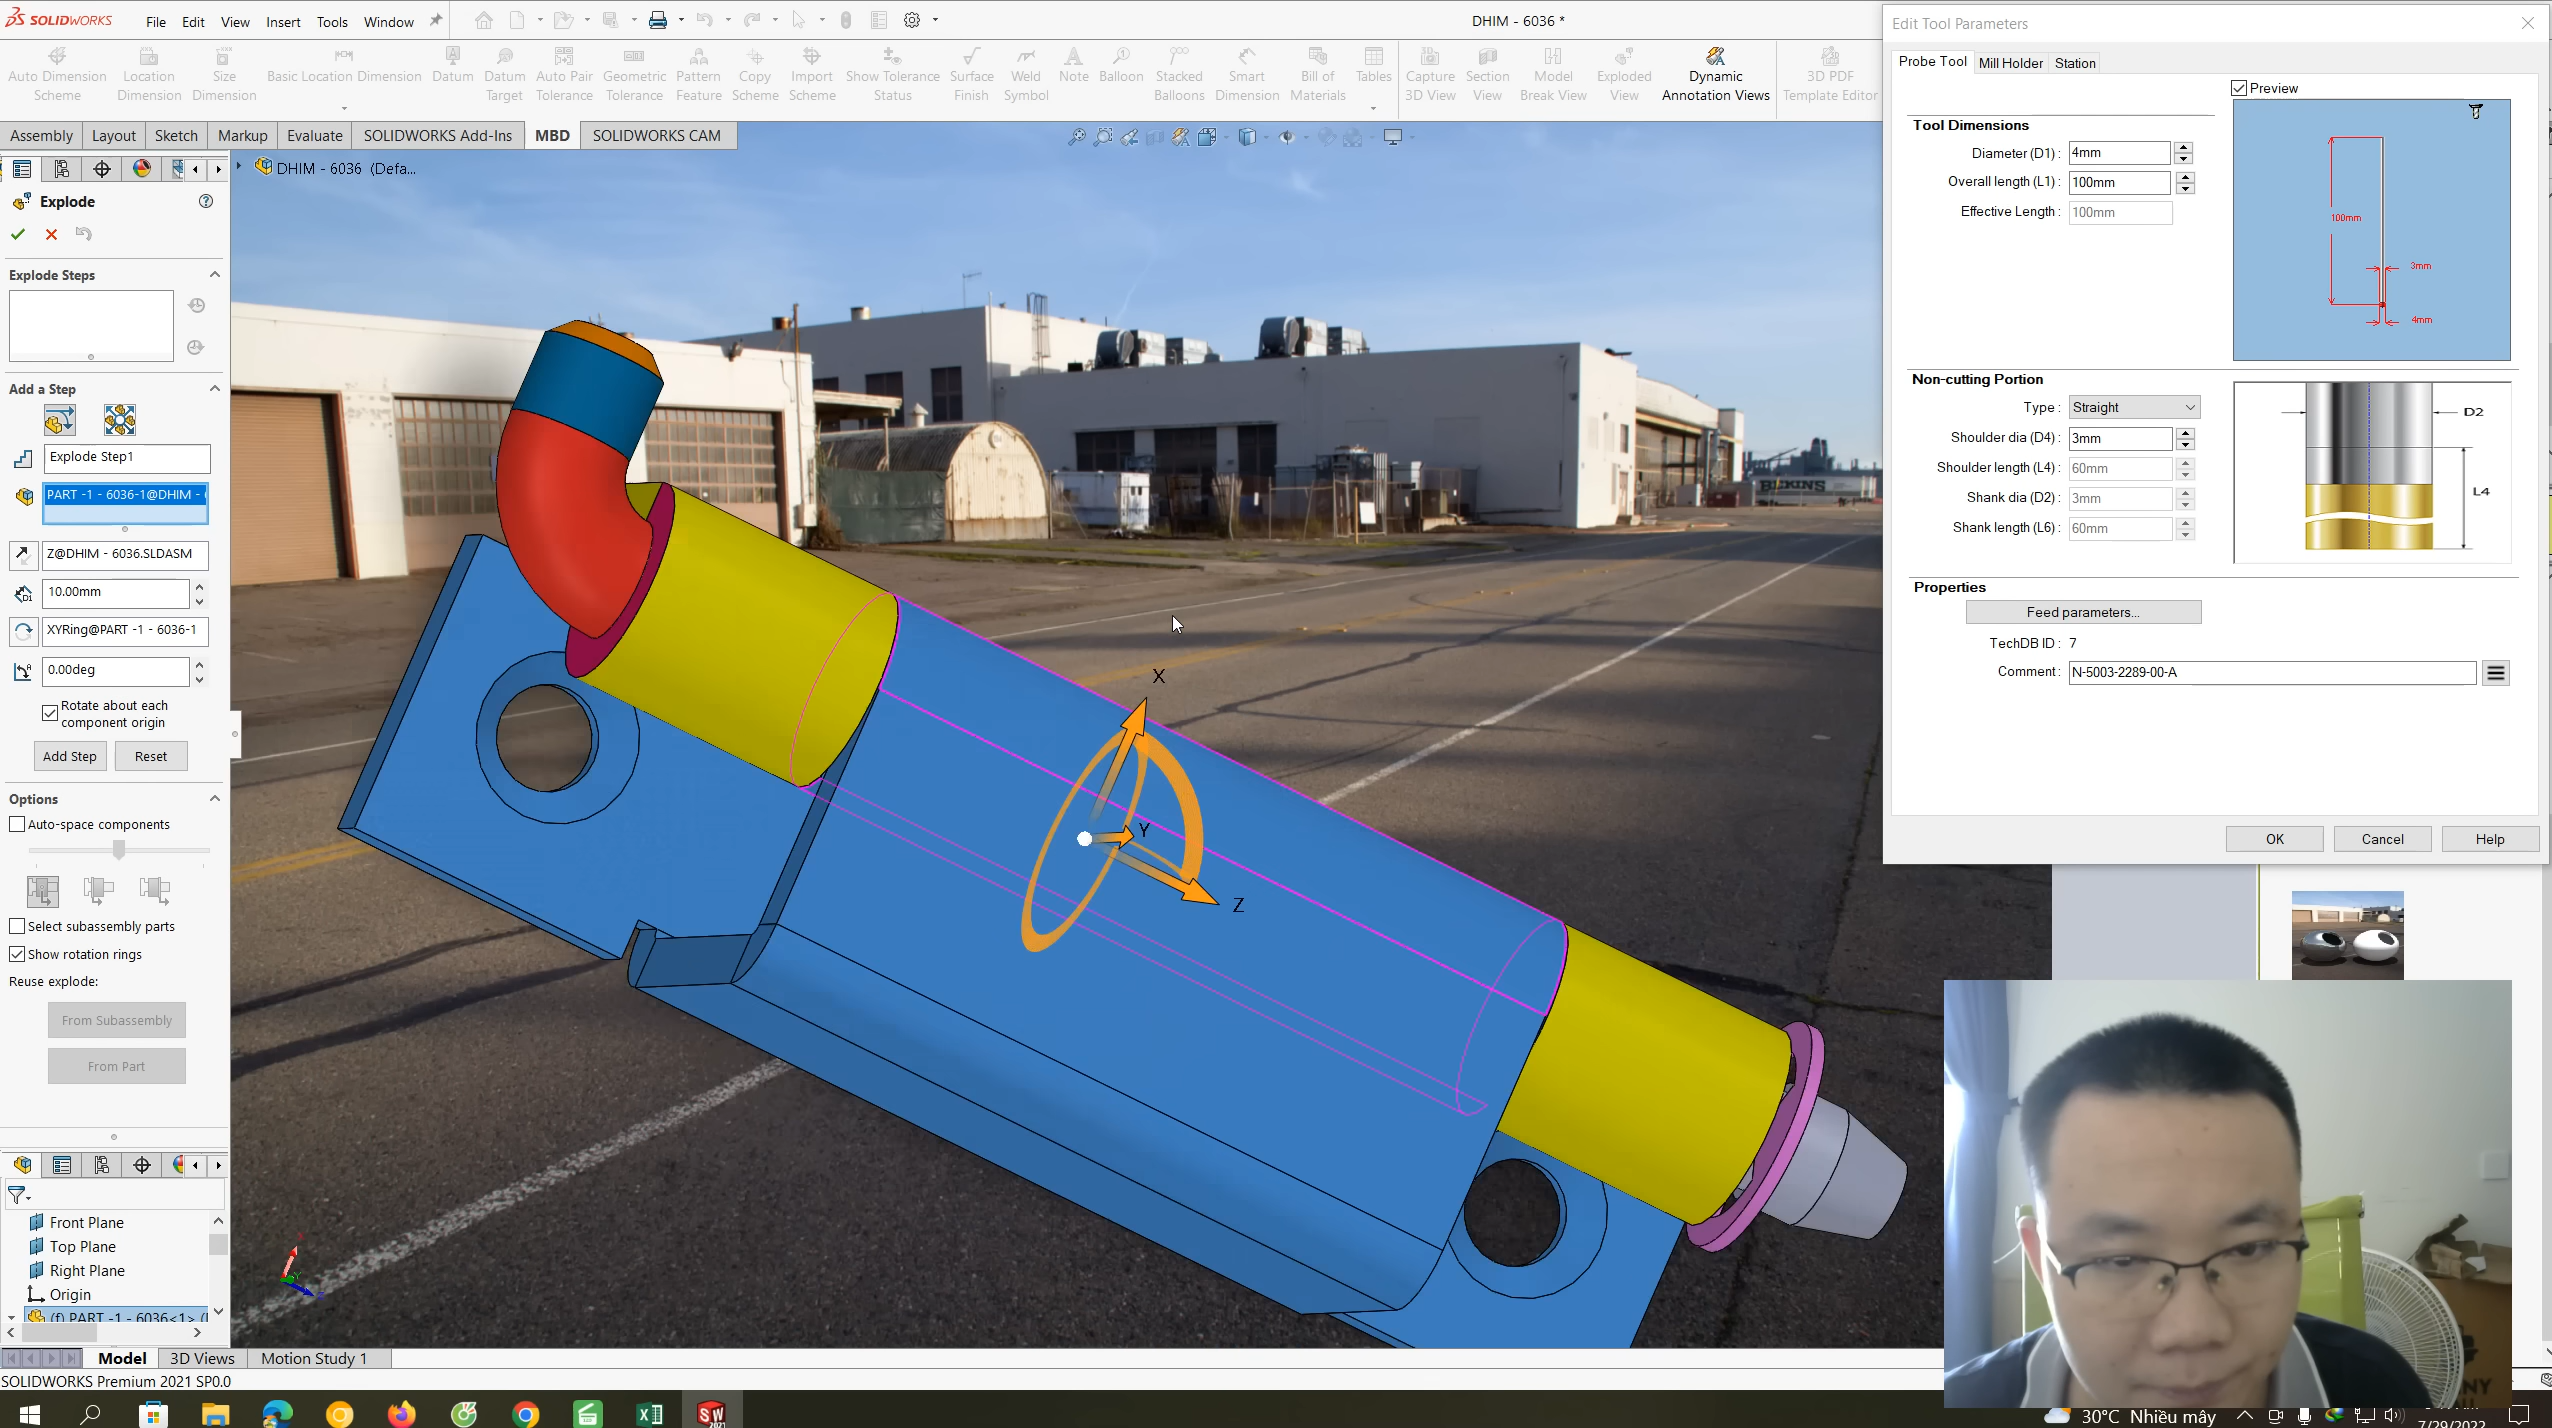 SOLIDWORKS File Edit View Insert Tools Window
DHIM - 6036 *
Auto Dimension Scheme
Location Dimension
Size Dimension
Basic Location Dimension
Datum
Datum Target
Auto Pair Tolerance
Geometric Tolerance
Pattern Feature
Copy Scheme
Import Scheme
Show Tolerance Status
Surface Finish
Weld Symbol
Note
Balloon
Stacked Balloons
Smart Dimension
Bill of Materials
Tables
Capture 3D View
Section View
Model Break View
Exploded View
Dynamic Annotation Views
3D PDF Template Editor
Assembly Layout Sketch Markup Evaluate SOLIDWORKS Add-Ins MBD SOLIDWORKS CAM
DHIM - 6036 (Defa...
Explode
Explode Steps
Add a Step
Explode Step1
PART -1 - 6036-1@DHIM -
Z@DHIM - 6036.SLDASM
D1
10.00mm
XYRing@PART -1 - 6036-1
0.00deg
Rotate about each
component origin
Add Step Reset
Options
Auto-space components
Select subassembly parts
Show rotation rings
Reuse explode:
From Subassembly
From Part
Front Plane
Top Plane
Right Plane
Origin
(f) PART -1 - 6036<1> (
Model 3D Views Motion Study 1
SOLIDWORKS Premium 2021 SP0.0
X
Y
Z
Edit Tool Parameters
Probe Tool Mill Holder Station
Preview
Tool Dimensions
Diameter (D1) : 4mm
Overall length (L1) : 100mm
Effective Length : 100mm
100mm
3mm
4mm
Non-cutting Portion
Type : Straight
Shoulder dia (D4) : 3mm
Shoulder length (L4) : 60mm
Shank dia (D2) : 3mm
Shank length (L6) : 60mm
D2
L4
Properties
Feed parameters...
TechDB ID : 7
Comment : N-5003-2289-00-A
OK Cancel Help
SW
2021
30°C Nhiều mây
7/29/2022